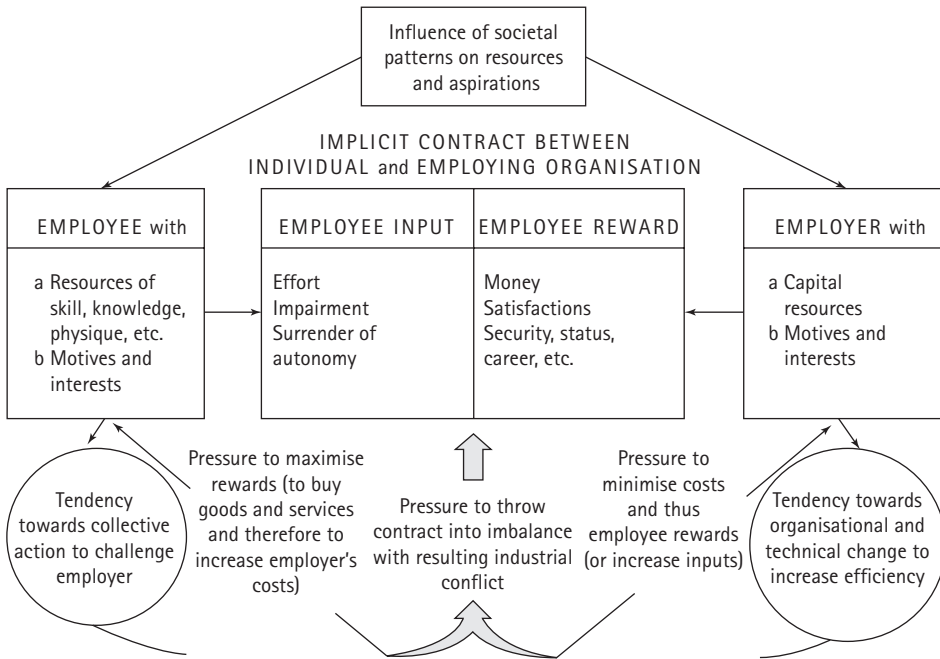 Influence of societal
patterns on resources
and aspirations
IMPLICIT CONTRACT BETWEEN
INDIVIDUAL and EMPLOYING ORGANISATION
EMPLOYEE with
a Resources of
skill, knowledge,
physique, etc.
b Motives and
interests
EMPLOYEE INPUT
Effort
Impairment
Surrender of
autonomy
EMPLOYEE REWARD
Money
Satisfactions
Security, status,
career, etc.
EMPLOYER with
a Capital
resources
b Motives and
interests
Tendency
towards collective
action to challenge
employer
Pressure to maximise
rewards (to buy
goods and services
and therefore to
increase employer's
costs)
Pressure to throw
contract into imbalance
with resulting industrial
conflict
Pressure to
minimise costs
and thus
employee rewards
(or increase inputs)
Tendency towards
organisational and
technical change to
increase efficiency